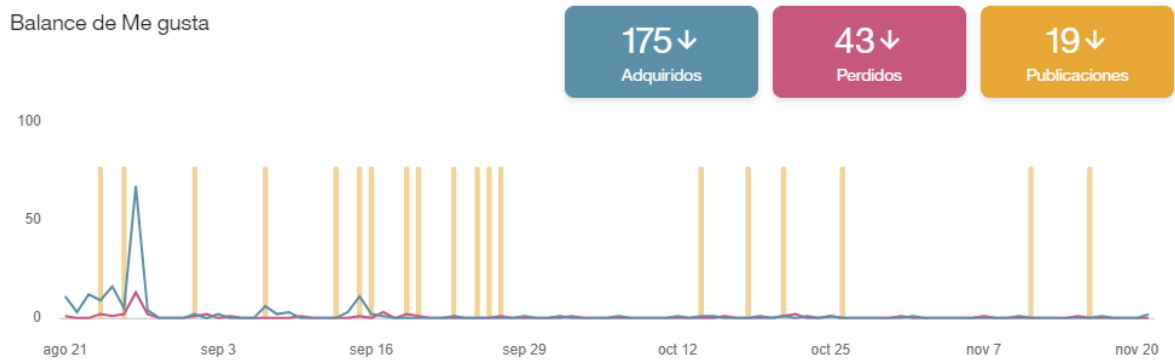 Balance de Me gusta
175↓
Adquiridos
43↓
Perdidos
19↓
Publicaciones
100
50
0
ago 21
sep 3
sep 16
sep 29
oct 12
oct 25
nov 7
nov 20